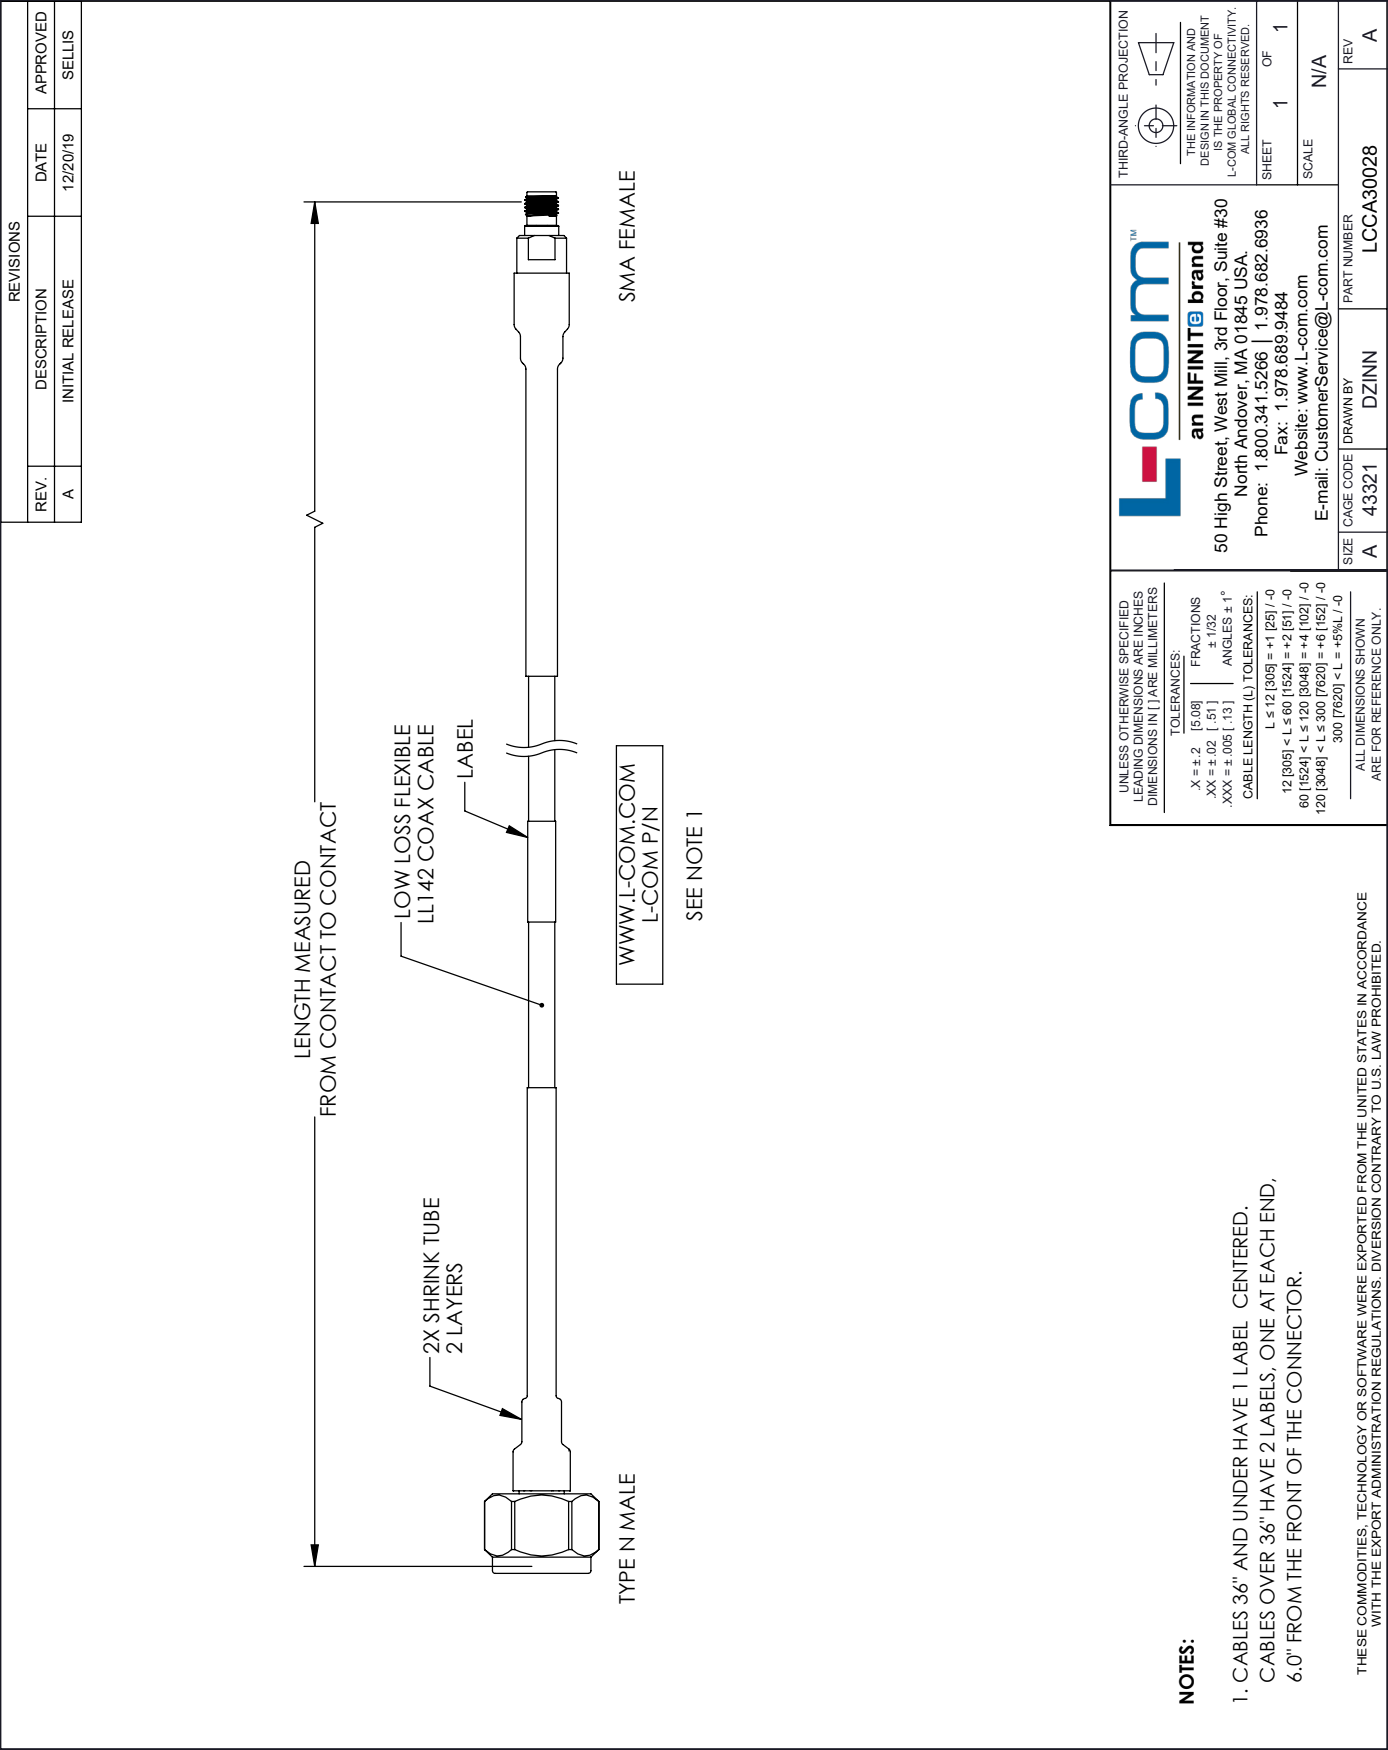 REVISIONS
REV. DESCRIPTION DATE APPROVED
A INITIAL RELEASE 12/20/19 SELLIS
LENGTH MEASURED
FROM CONTACT TO CONTACT
LOW LOSS FLEXIBLE
LL142 COAX CABLE
LABEL
2X SHRINK TUBE
2 LAYERS
TYPE N MALE
SMA FEMALE
WWW.L-COM.COM
L-COM P/N
SEE NOTE 1
NOTES:
1. CABLES 36" AND UNDER HAVE 1 LABEL CENTERED.
CABLES OVER 36" HAVE 2 LABELS, ONE AT EACH END,
6.0" FROM THE FRONT OF THE CONNECTOR.
THESE COMMODITIES, TECHNOLOGY OR SOFTWARE WERE EXPORTED FROM THE UNITED STATES IN ACCORDANCE
WITH THE EXPORT ADMINISTRATION REGULATIONS. DIVERSION CONTRARY TO U.S. LAW PROHIBITED.
UNLESS OTHERWISE SPECIFIED
LEADING DIMENSIONS ARE INCHES
DIMENSIONS IN [ ] ARE MILLIMETERS
TOLERANCES:
.X = ± .2 [5.08] FRACTIONS
.XX = ± .02 [ .51 ] ± 1/32
.XXX = ± .005 [ .13 ] ANGLES ± 1°
CABLE LENGTH (L) TOLERANCES:
L ≤ 12 [305] = +1 [25] / -0
12 [305] < L ≤ 60 [1524] = +2 [51] / -0
60 [1524] < L ≤ 120 [3048] = +4 [102] / -0
120 [3048] < L ≤ 300 [7620] = +6 [152] / -0
300 [7620] < L = +5%L / -0
ALL DIMENSIONS SHOWN
ARE FOR REFERENCE ONLY.
L-com™
an INFINITe brand
50 High Street, West Mill, 3rd Floor, Suite #30
North Andover, MA 01845 USA.
Phone: 1.800.341.5266 | 1.978.682.6936
Fax: 1.978.689.9484
Website: www.L-com.com
E-mail: CustomerService@L-com.com
THIRD-ANGLE PROJECTION
THE INFORMATION AND
DESIGN IN THIS DOCUMENT
IS THE PROPERTY OF
L-COM GLOBAL CONNECTIVITY.
ALL RIGHTS RESERVED.
SHEET 1 OF 1
SCALE N/A
SIZE CAGE CODE DRAWN BY PART NUMBER REV
A 43321 DZINN LCCA30028 A